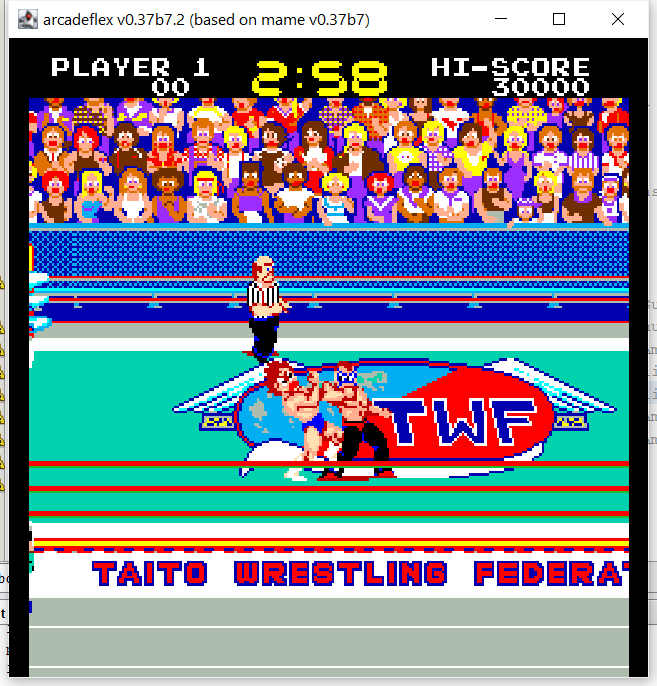 arcadeflex v0.37b7.2 (based on mame v0.37b7)
PLAYER 1
00
2:58
HI-SCORE
30000
TWF
TAITO WRESTLING FEDERAT